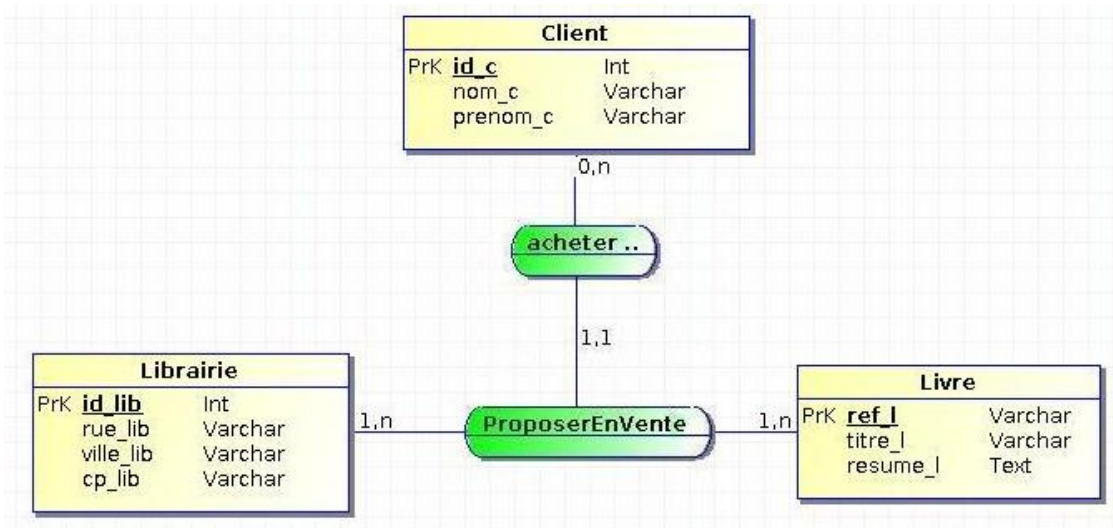 Client
PrK id_c Int
nom_c Varchar
prenom_c Varchar
0,n
acheter ..
1,1
Librairie
PrK id_lib Int
rue_lib Varchar
ville_lib Varchar
cp_lib Varchar
1,n
ProposerEnVente
1,n
Livre
PrK ref_l Varchar
titre_l Varchar
resume_l Text